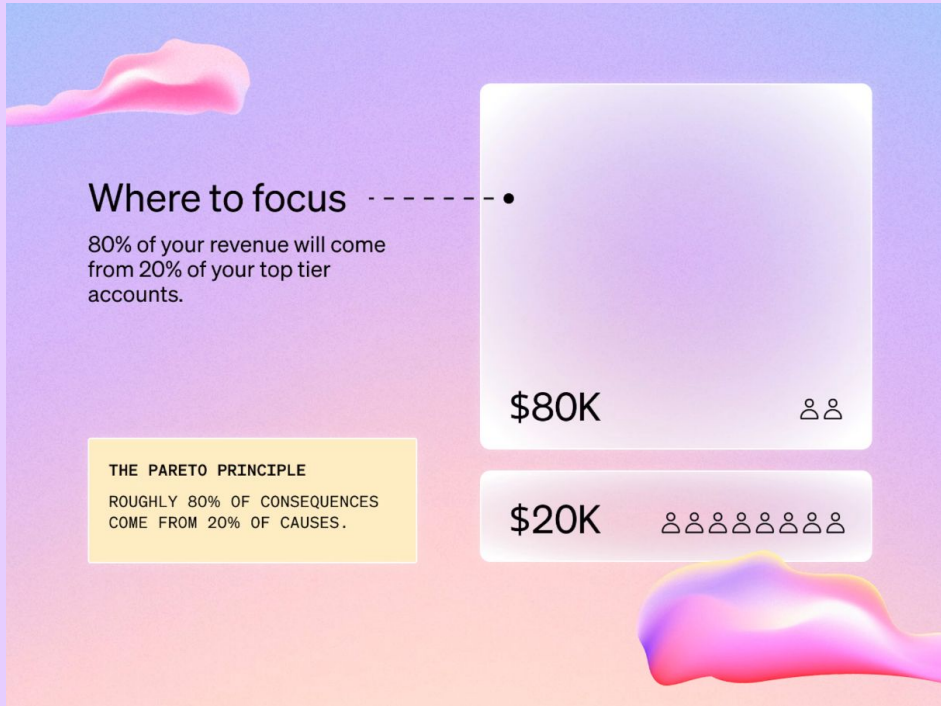 Where to focus
80% of your revenue will come
from 20% of your top tier
accounts.
THE PARETO PRINCIPLE
ROUGHLY 80% OF CONSEQUENCES
COME FROM 20% OF CAUSES.
$80K
$20K